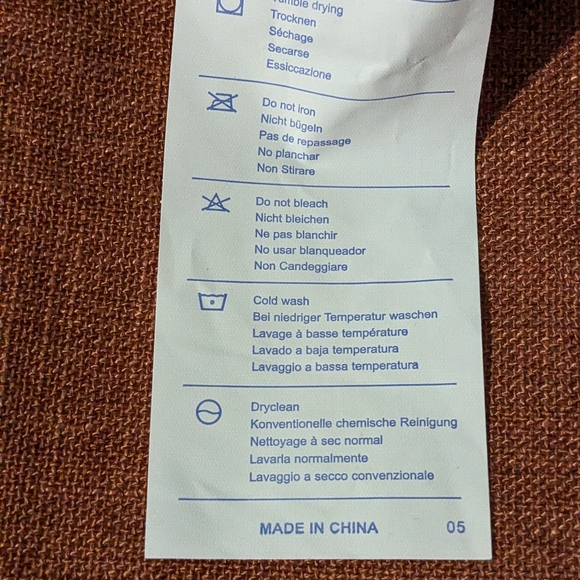 Tumble drying
Trocknen
Séchage
Secarse
Essiccazione
Do not iron
Nicht bügeln
Pas de repassage
No planchar
Non Stirare
Do not bleach
Nicht bleichen
Ne pas blanchir
No usar blanqueador
Non Candeggiare
Cold wash
Bei niedriger Temperatur waschen
Lavage à basse température
Lavado a baja temperatura
Lavaggio a bassa temperatura
Dryclean
Konventionelle chemische Reinigung
Nettoyage à sec normal
Lavarla normalmente
Lavaggio a secco convenzionale
MADE IN CHINA 05